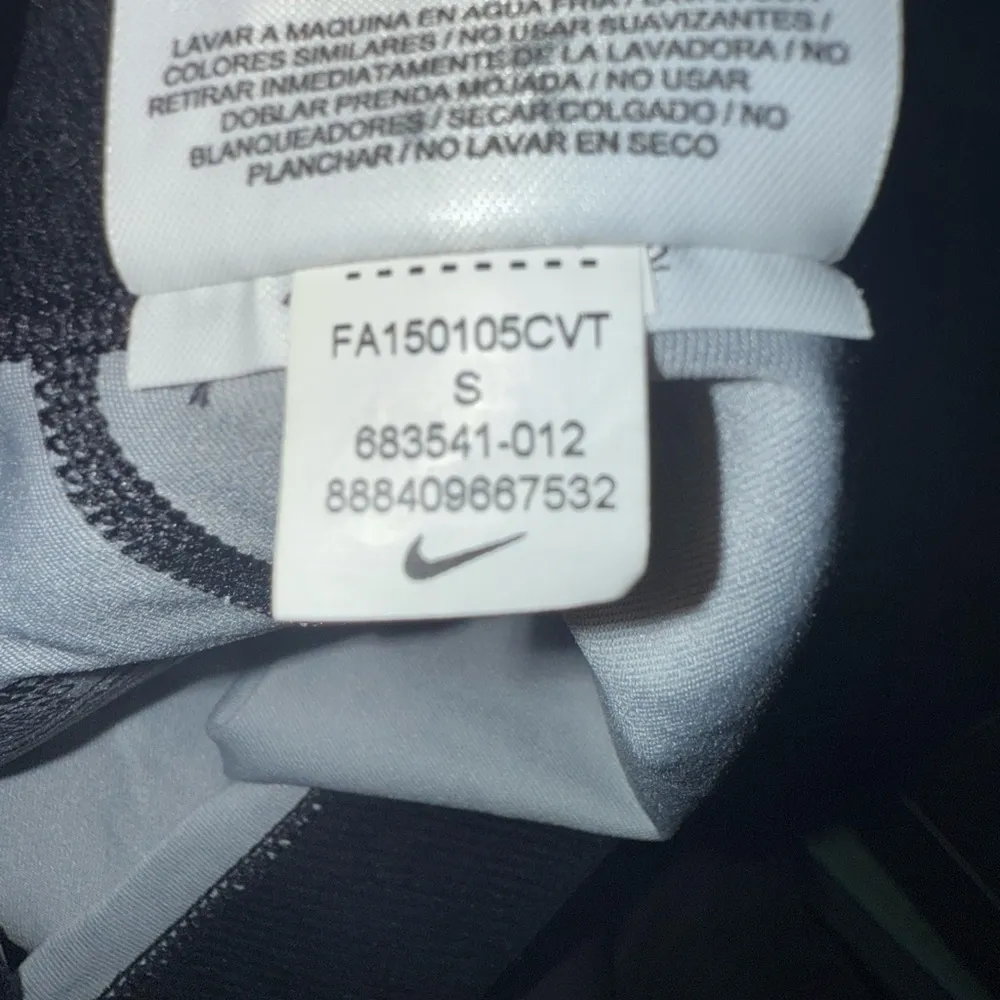 LAVAR A MAQUINA EN AGUA FRIA /
COLORES SIMILARES / NO USAR SUAVIZANTES /
RETIRAR INMEDIATAMENTE DE LA LAVADORA / NO
DOBLAR PRENDA MOJADA / NO USAR
BLANQUEADORES / SECAR COLGADO / NO
PLANCHAR / NO LAVAR EN SECO
FA150105CVT
S
683541-012
888409667532